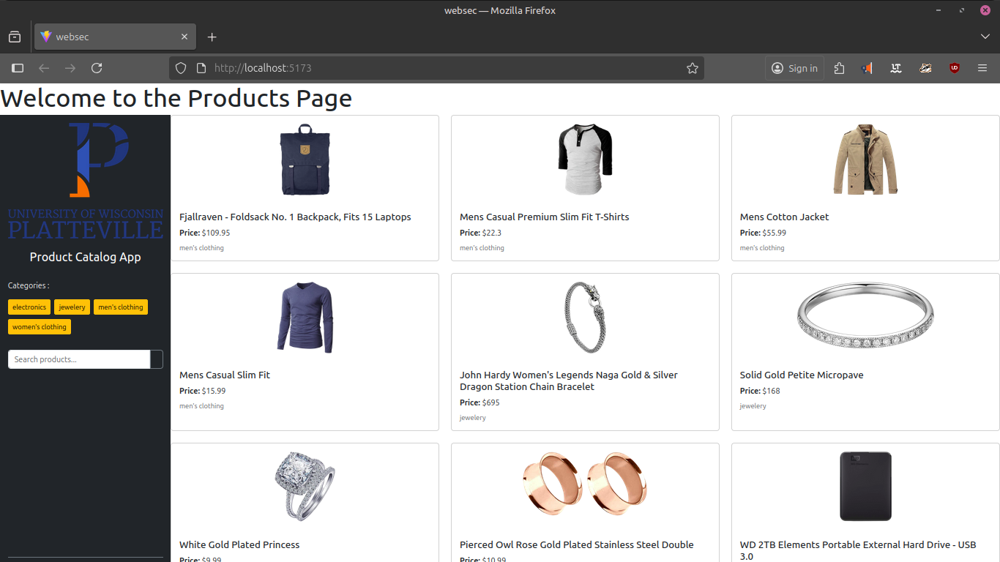 websec — Mozilla Firefox
websec
http://localhost:5173
Sign in
Welcome to the Products Page
UNIVERSITY OF WISCONSIN
PLATTEVILLE
Product Catalog App
Categories :
electronics
jewelery
men's clothing
women's clothing
Search products...
Fjallraven - Foldsack No. 1 Backpack, Fits 15 Laptops
Price: $109.95
men's clothing
Mens Casual Premium Slim Fit T-Shirts
Price: $22.3
men's clothing
Mens Cotton Jacket
Price: $55.99
men's clothing
Mens Casual Slim Fit
Price: $15.99
men's clothing
John Hardy Women's Legends Naga Gold & Silver
Dragon Station Chain Bracelet
Price: $695
jewelery
Solid Gold Petite Micropave
Price: $168
jewelery
White Gold Plated Princess
Price: $9.99
Pierced Owl Rose Gold Plated Stainless Steel Double
Price: $10.99
WD 2TB Elements Portable External Hard Drive - USB
3.0